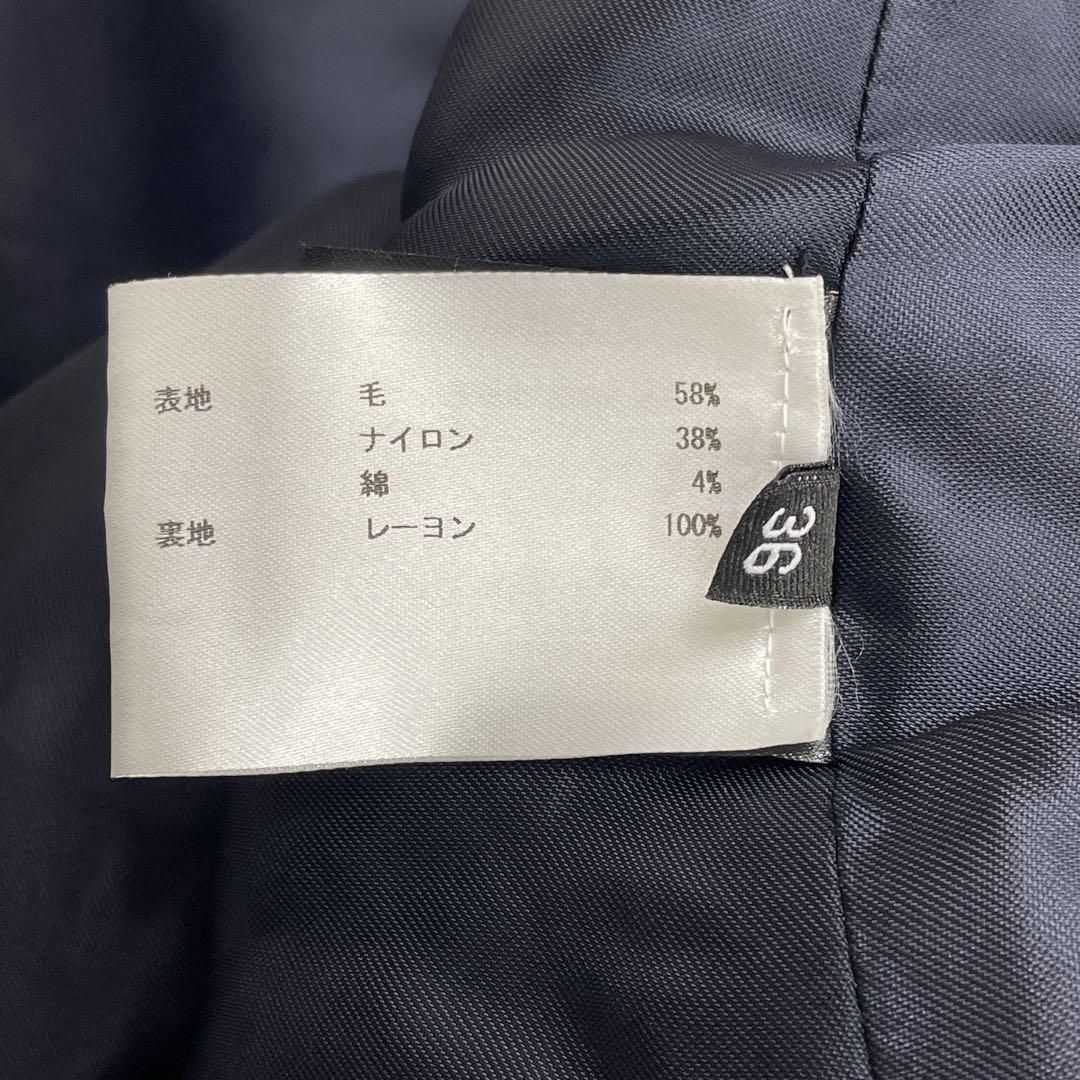 表地 毛 58%
ナイロン 38%
綿 4%
裏地 レーヨン 100%
36